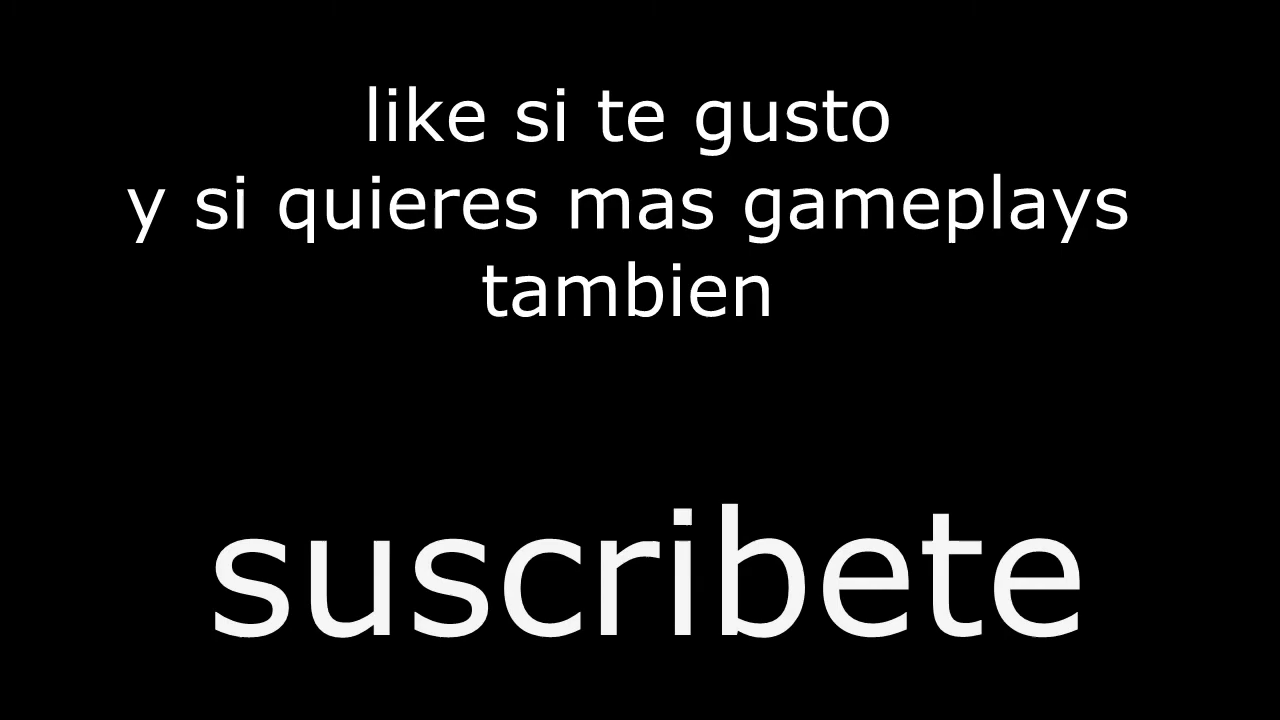 like si te gusto
y si quieres mas gameplays
tambien
suscribete